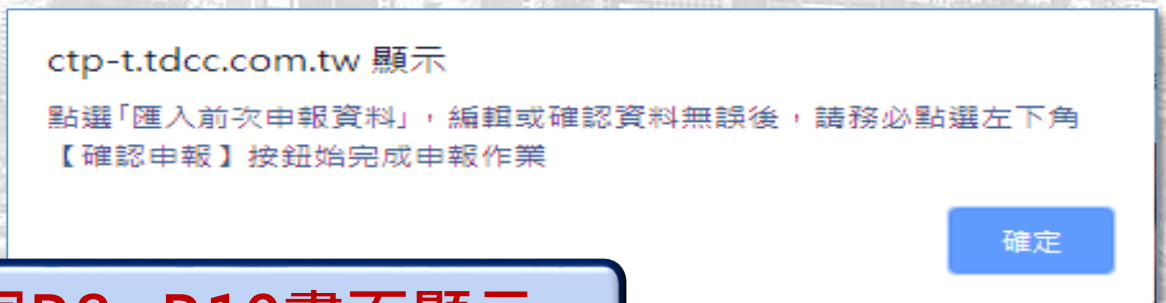 ctp-t.tdcc.com.tw 顯示
點選「匯入前次申報資料」，編輯或確認資料無誤後，請務必點選左下角
【確認申報】按鈕始完成申報作業
確定